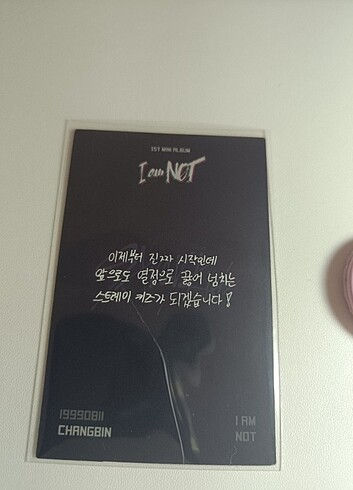 1ST MINI ALBUM
I am NOT
이제부터 진짜 시작인데
앞으로도 열정으로 끓어 넘치는
스트레이 키즈가 되겠습니다!
19990811
CHANGBIN
I AM
NOT